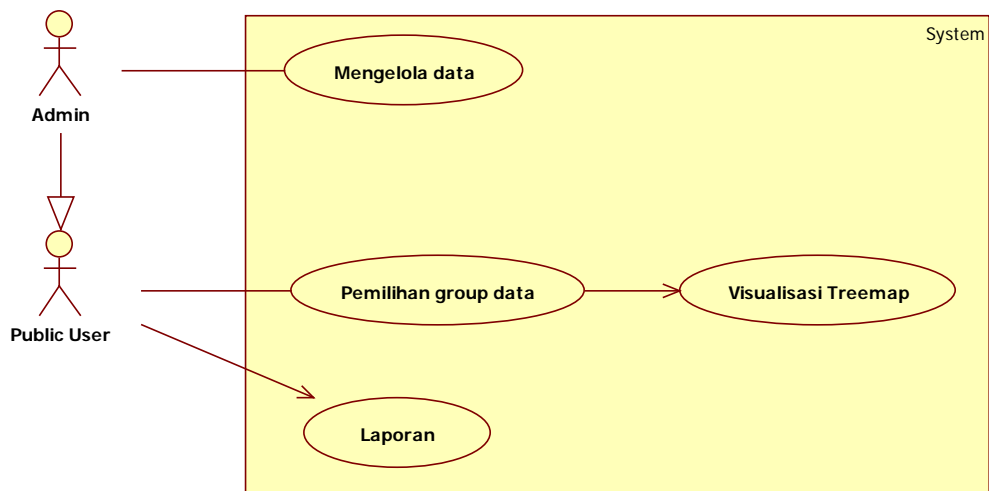 System
Mengelola data
Admin
Pemilihan group data
Visualisasi Treemap
Public User
Laporan